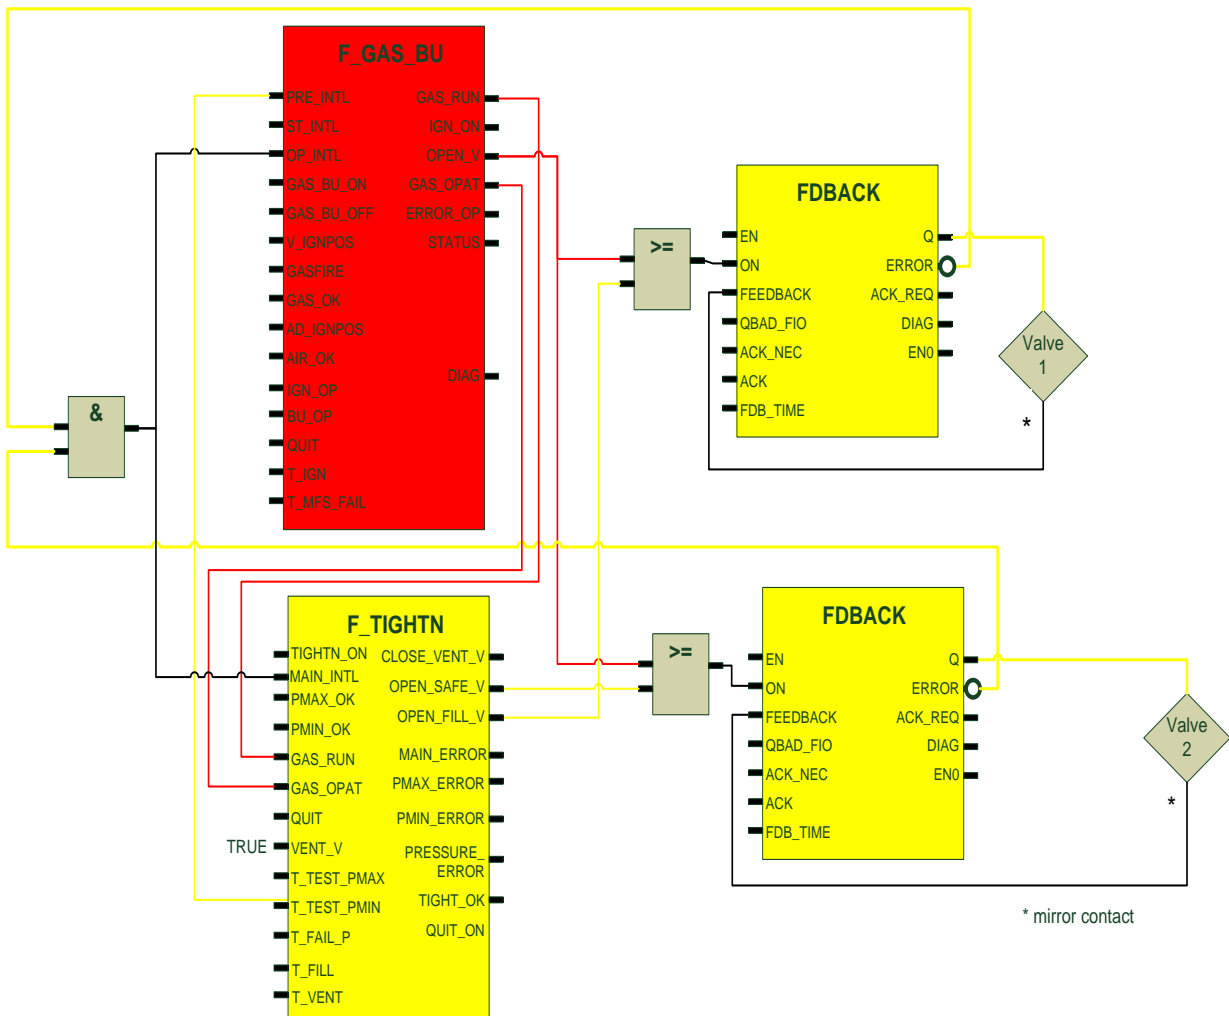 F_GAS_BU
PRE_INTL
ST_INTL
OP_INTL
GAS_BU_ON
GAS_BU_OFF
V_IGNPOS
GASFIRE
GAS_OK
AD_IGNPOS
AIR_OK
IGN_OP
BU_OP
QUIT
T_IGN
T_MFS_FAIL
GAS_RUN
IGN_ON
OPEN_V
GAS_OPAT
ERROR_OP
STATUS
DIAG
>=
FDBACK
EN
ON
FEEDBACK
QBAD_FIO
ACK_NEC
ACK
FDB_TIME
Q
ERROR
ACK_REQ
DIAG
EN0
Valve
1
*
&
F_TIGHTN
TIGHTN_ON
MAIN_INTL
PMAX_OK
PMIN_OK
GAS_RUN
GAS_OPAT
QUIT
TRUE
VENT_V
T_TEST_PMAX
T_TEST_PMIN
T_FAIL_P
T_FILL
T_VENT
CLOSE_VENT_V
OPEN_SAFE_V
OPEN_FILL_V
MAIN_ERROR
PMAX_ERROR
PMIN_ERROR
PRESSURE_
ERROR
TIGHT_OK
QUIT_ON
>=
FDBACK
EN
ON
FEEDBACK
QBAD_FIO
ACK_NEC
ACK
FDB_TIME
Q
ERROR
ACK_REQ
DIAG
EN0
Valve
2
*
* mirror contact